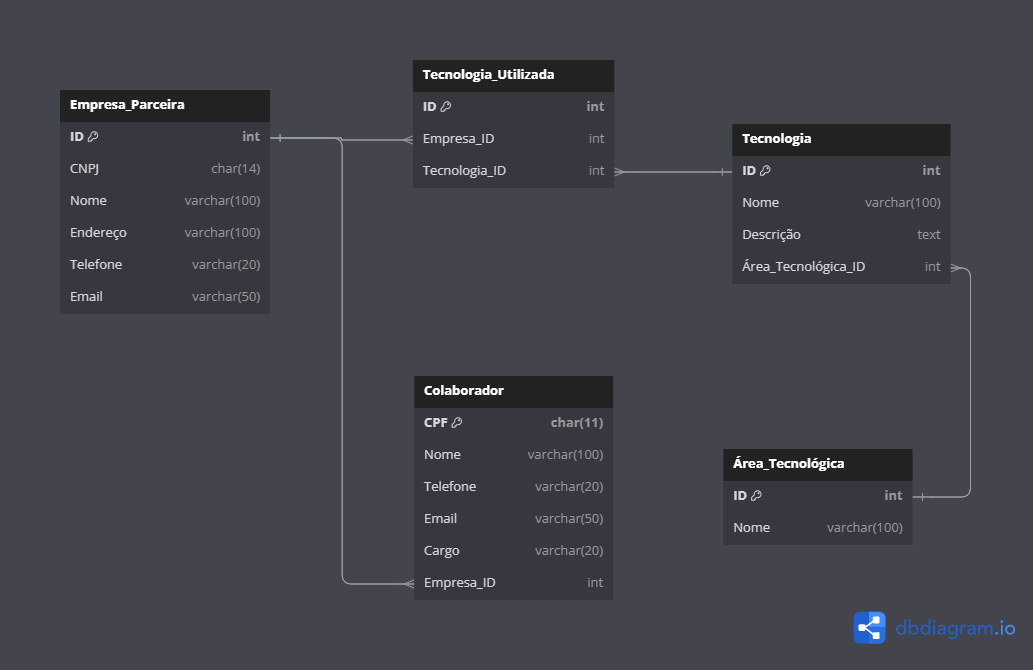 Empresa_Parceira
ID int
CNPJ char(14)
Nome varchar(100)
Endereço varchar(100)
Telefone varchar(20)
Email varchar(50)
Tecnologia_Utilizada
ID int
Empresa_ID int
Tecnologia_ID int
Tecnologia
ID int
Nome varchar(100)
Descrição text
Área_Tecnológica_ID int
Colaborador
CPF char(11)
Nome varchar(100)
Telefone varchar(20)
Email varchar(50)
Cargo varchar(20)
Empresa_ID int
Área_Tecnológica
ID int
Nome varchar(100)
dbdiagram.io